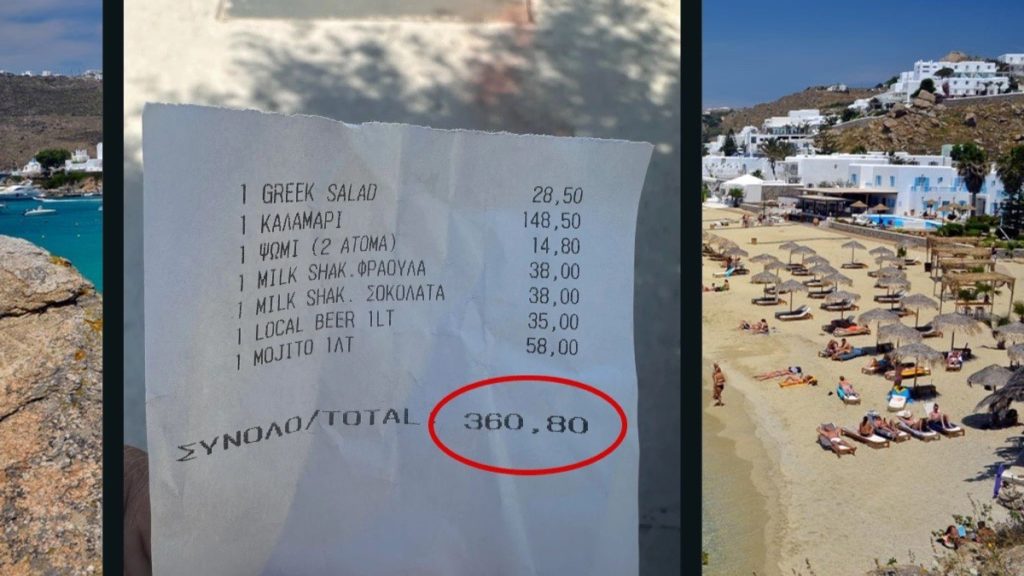 1 GREEK SALAD 28,50
1 ΚΑΛΑΜΑΡΙ 148,50
1 ΨΩΜΙ (2 ΑΤΟΜΑ) 14,80
1 MILK SHAK.ΦΡΑΟΥΛΑ 38,00
1 MILK SHAK. ΣΟΚΟΛΑΤΑ 38,00
1 LOCAL BEER 1LT 35,00
1 MOJITO 1ΛΤ 58,00
ΣΥΝΟΛΟ/TOTAL 360,80